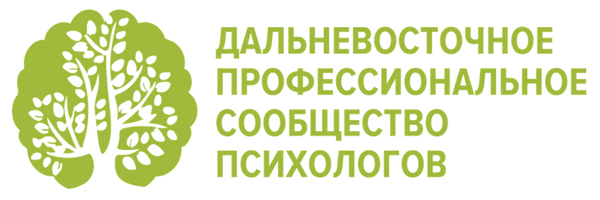 ДАЛЬНЕВОСТОЧНОЕ
ПРОФЕССИОНАЛЬНОЕ
СООБЩЕСТВО
ПСИХОЛОГОВ